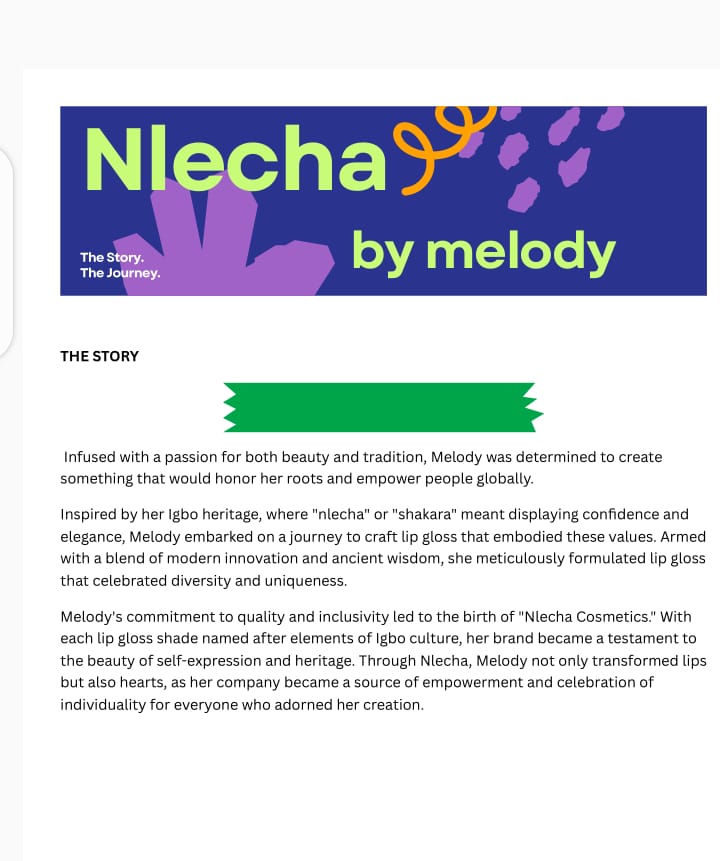 Nlecha
by melody
The Story.
The Journey.
THE STORY
Infused with a passion for both beauty and tradition, Melody was determined to create
something that would honor her roots and empower people globally.
Inspired by her Igbo heritage, where "nlecha" or "shakara" meant displaying confidence and
elegance, Melody embarked on a journey to craft lip gloss that embodied these values. Armed
with a blend of modern innovation and ancient wisdom, she meticulously formulated lip gloss
that celebrated diversity and uniqueness.
Melody's commitment to quality and inclusivity led to the birth of "Nlecha Cosmetics." With
each lip gloss shade named after elements of Igbo culture, her brand became a testament to
the beauty of self-expression and heritage. Through Nlecha, Melody not only transformed lips
but also hearts, as her company became a source of empowerment and celebration of
individuality for everyone who adorned her creation.